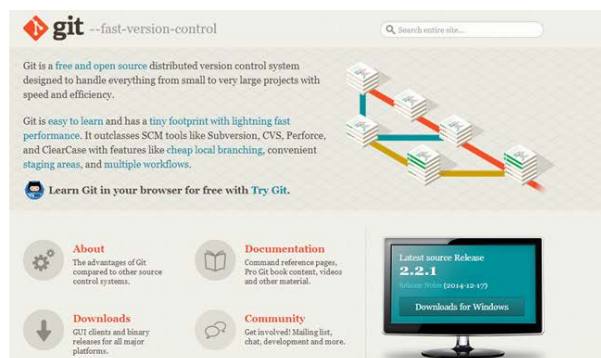 git --fast-version-control
Search entire site...
Git is a free and open source distributed version control system
designed to handle everything from small to very large projects with
speed and efficiency.
Git is easy to learn and has a tiny footprint with lightning fast
performance. It outclasses SCM tools like Subversion, CVS, Perforce,
and ClearCase with features like cheap local branching, convenient
staging areas, and multiple workflows.
Learn Git in your browser for free with Try Git.
About
The advantages of Git
compared to other source
control systems.
Documentation
Command reference pages,
Pro Git book content, videos
and other material.
Downloads
GUI clients and binary
releases for all major
platforms.
Community
Get involved! Mailing list,
chat, development and more.
Latest source Release
2.2.1
Release Notes (2014-12-17)
Downloads for Windows